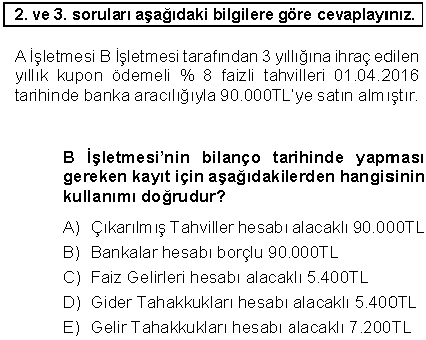 2. ve 3. soruları aşağıdaki bilgilere göre cevaplayınız.
A İşletmesi B İşletmesi tarafından 3 yıllığına ihraç edilen
yıllık kupon ödemeli % 8 faizli tahvilleri 01.04.2016
tarihinde banka aracılığıyla 90.000TL'ye satın almıştır.
B İşletmesi'nin bilanço tarihinde yapması
gereken kayıt için aşağıdakilerden hangisinin
kullanımı doğrudur?
A) Çıkarılmış Tahviller hesabı alacaklı 90.000TL
B) Bankalar hesabı borçlu 90.000TL
C) Faiz Gelirleri hesabı alacaklı 5.400TL
D) Gider Tahakkukları hesabı alacaklı 5.400TL
E) Gelir Tahakkukları hesabı alacaklı 7.200TL